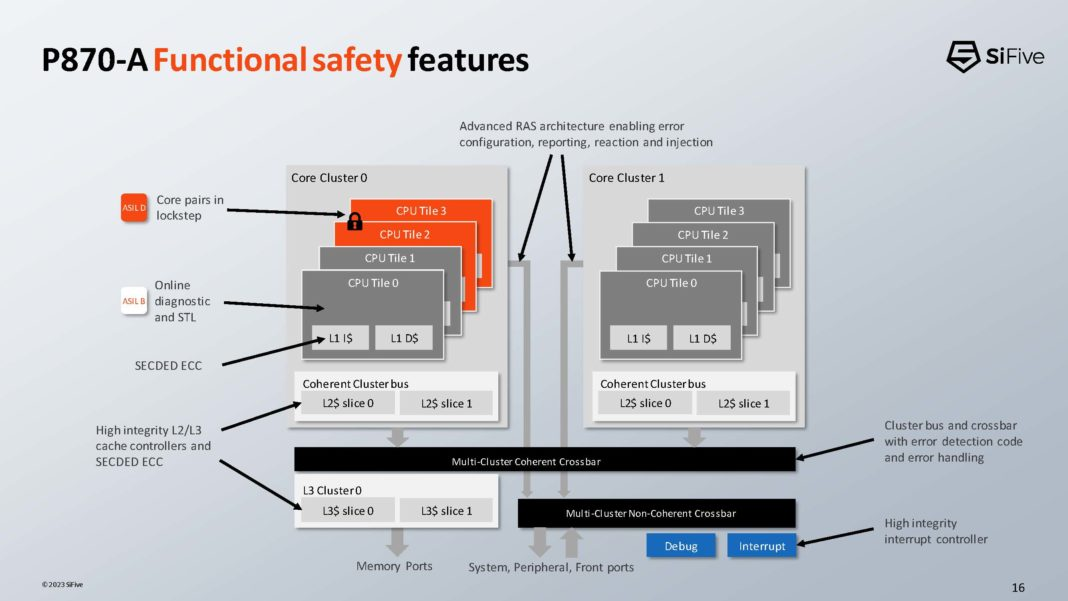 P870-A Functional safety features
SiFive
Advanced RAS architecture enabling error
configuration, reporting, reaction and injection
Core Cluster 0
Core Cluster 1
ASIL D
Core pairs in
lockstep
CPU Tile 3
CPU Tile 2
CPU Tile 1
CPU Tile 0
L1 I$
L1 D$
CPU Tile 3
CPU Tile 2
CPU Tile 1
CPU Tile 0
L1 I$
L1 D$
ASIL B
Online
diagnostic
and STL
SECDED ECC
Coherent Cluster bus
L2$ slice 0
L2$ slice 1
Coherent Cluster bus
L2$ slice 0
L2$ slice 1
High integrity L2/L3
cache controllers and
SECDED ECC
Cluster bus and crossbar
with error detection code
and error handling
Multi-Cluster Coherent Crossbar
L3 Cluster 0
L3$ slice 0
L3$ slice 1
Multi-Cluster Non-Coherent Crossbar
High integrity
interrupt controller
Debug
Interrupt
Memory Ports
System, Peripheral, Front ports
© 2023 SiFive
16